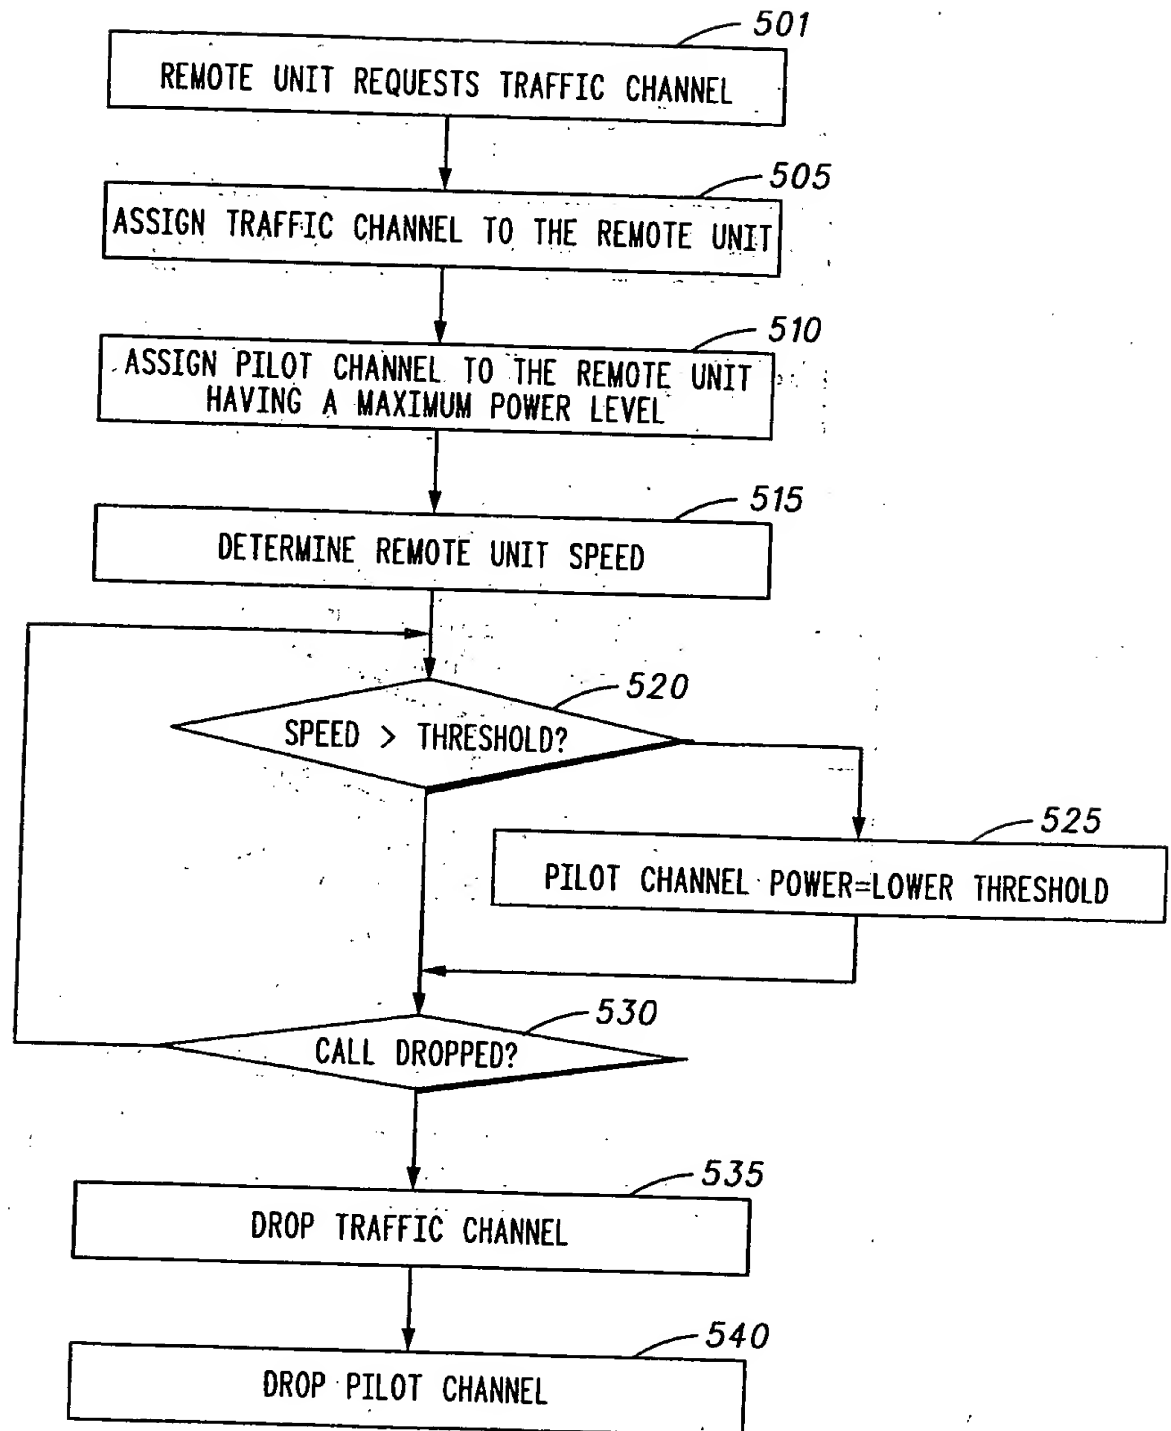 501
REMOTE UNIT REQUESTS TRAFFIC CHANNEL
505
ASSIGN TRAFFIC CHANNEL TO THE REMOTE UNIT
510
ASSIGN PILOT CHANNEL TO THE REMOTE UNIT
HAVING A MAXIMUM POWER LEVEL
515
DETERMINE REMOTE UNIT SPEED
520
SPEED > THRESHOLD?
525
PILOT CHANNEL POWER=LOWER THRESHOLD
530
CALL DROPPED?
535
DROP TRAFFIC CHANNEL
540
DROP PILOT CHANNEL